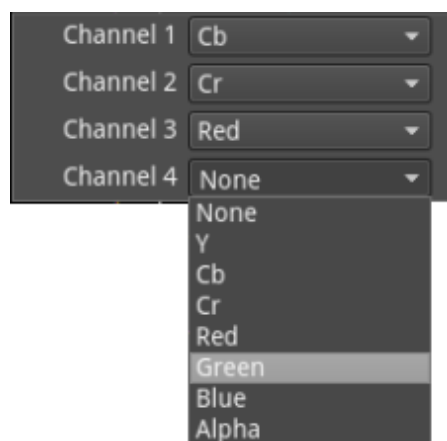 Channel 1 Cb
Channel 2 Cr
Channel 3 Red
Channel 4 None
None
Y
Cb
Cr
Red
Green
Blue
Alpha